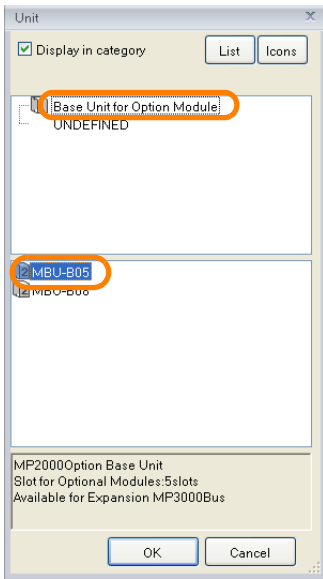 Unit
Display in category
List
Icons
Base Unit for Option Module
UNDEFINED
MBU-B05
MBU-B08
MP2000Option Base Unit
Slot for Optional Modules:5slots
Available for Expansion MP3000Bus
OK
Cancel